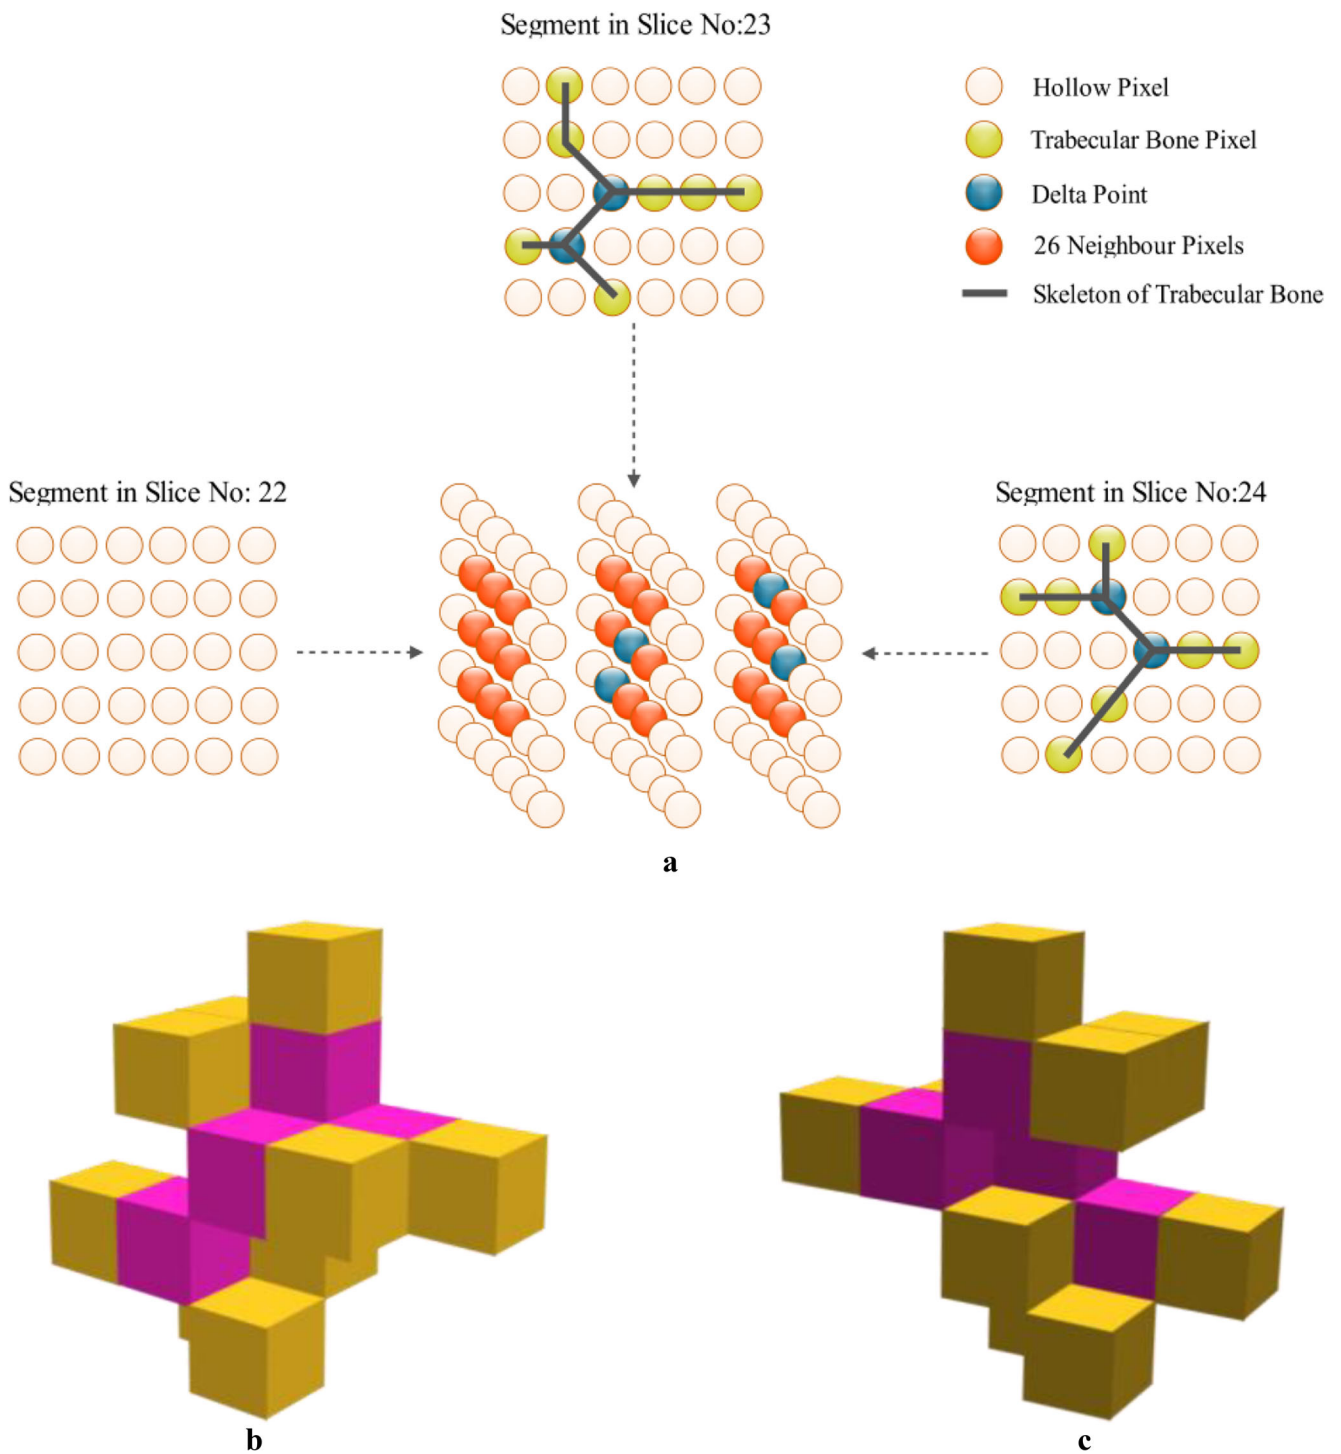 Segment in Slice No:23
Hollow Pixel
Trabecular Bone Pixel
Delta Point
26 Neighbour Pixels
Skeleton of Trabecular Bone
Segment in Slice No: 22
Segment in Slice No:24
a
b
c